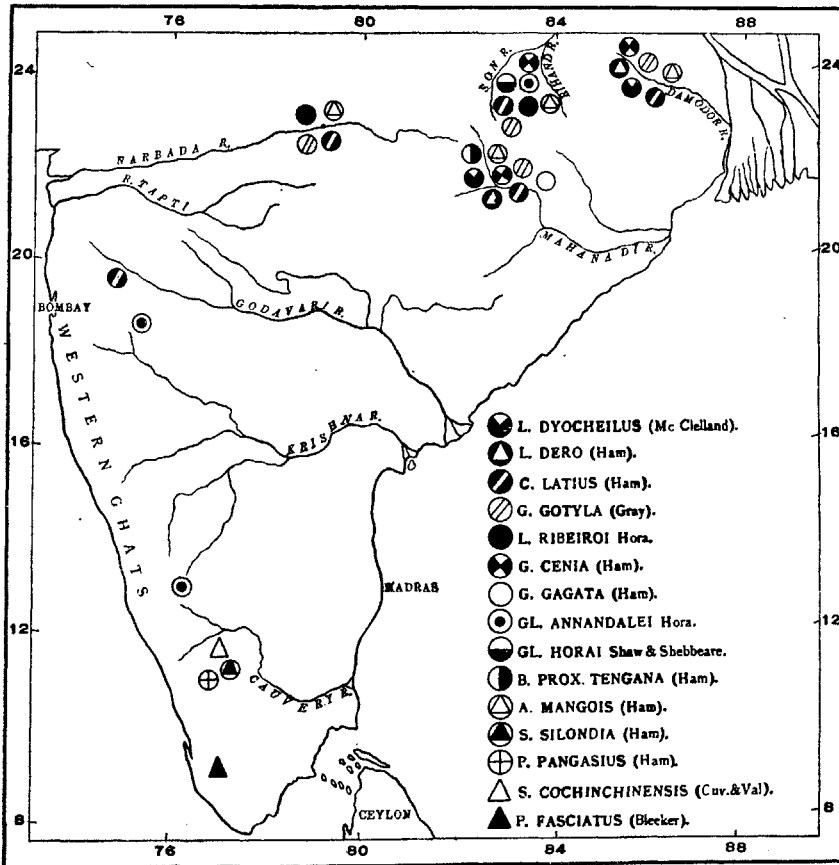 76 80 84 88
24 24
SON R.
RIHAND R.
DAMODOR R.
NARBADA R.
R. TAPTI
MAHANADI R.
20 20
BOMBAY
GODAVARI R.
WESTERN GHATS
16 16
KRISHNA R.
L. DYOCHEILUS (Mc Clelland).
L. DERO (Ham).
C. LATIUS (Ham).
G. GOTYLA (Gray).
L. RIBEIROI Hora.
G. CENIA (Ham).
G. GAGATA (Ham).
GL. ANNANDALEI Hora.
GL. HORAI Shaw & Shebbeare.
B. PROX. TENGANA (Ham).
A. MANGOIS (Ham).
S. SILONDIA (Ham).
P. PANGASIUS (Ham).
S. COCHINCHINENSIS (Cuv.&Val).
P. FASCIATUS (Bleeker).
MADRAS
12 12
CAUVERY R.
8 8
CEYLON
76 80 84 88